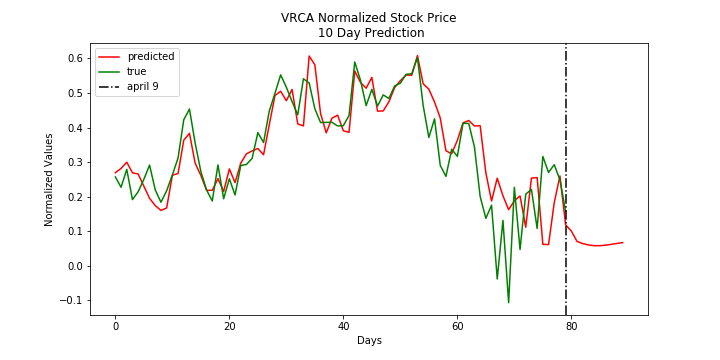 VRCA Normalized Stock Price
10 Day Prediction
predicted
true
april 9
Normalized Values
0.6
0.5
0.4
0.3
0.2
0.1
0.0
−0.1
0
20
40
60
80
Days